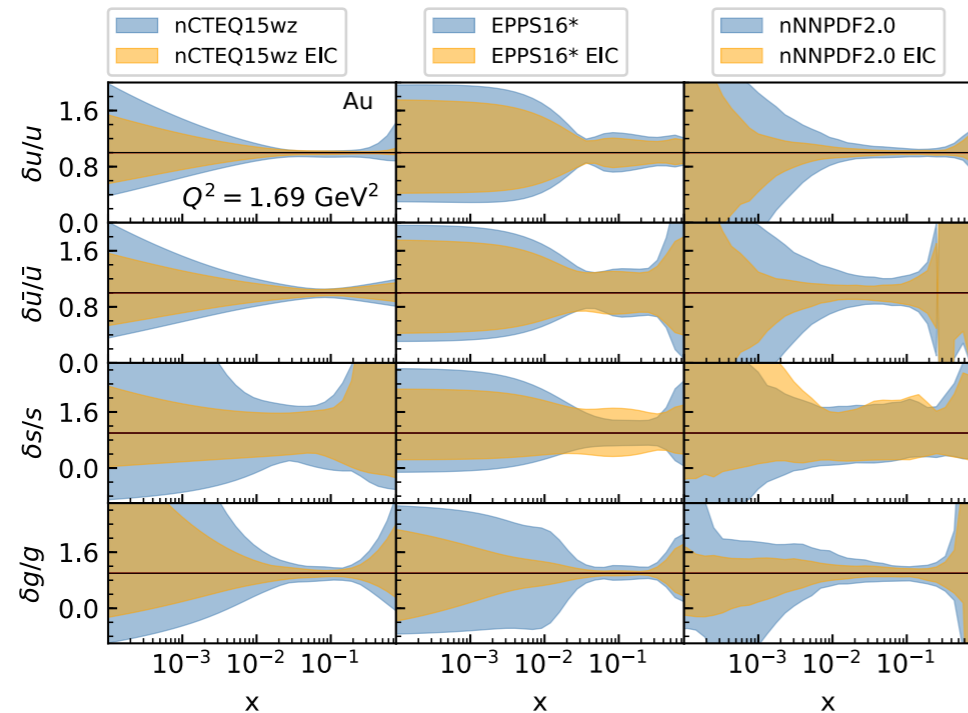 nCTEQ15wz
nCTEQ15wz EIC
EPPS16*
EPPS16* EIC
nNNPDF2.0
nNNPDF2.0 EIC
δu/u
1.6
0.8
0.0
Au
Q² = 1.69 GeV²
δū/ū
1.6
0.8
0.0
δs/s
1.6
0.0
δg/g
1.6
0.0
10⁻³ 10⁻² 10⁻¹ 10⁻³ 10⁻² 10⁻¹ 10⁻³ 10⁻² 10⁻¹
x x x